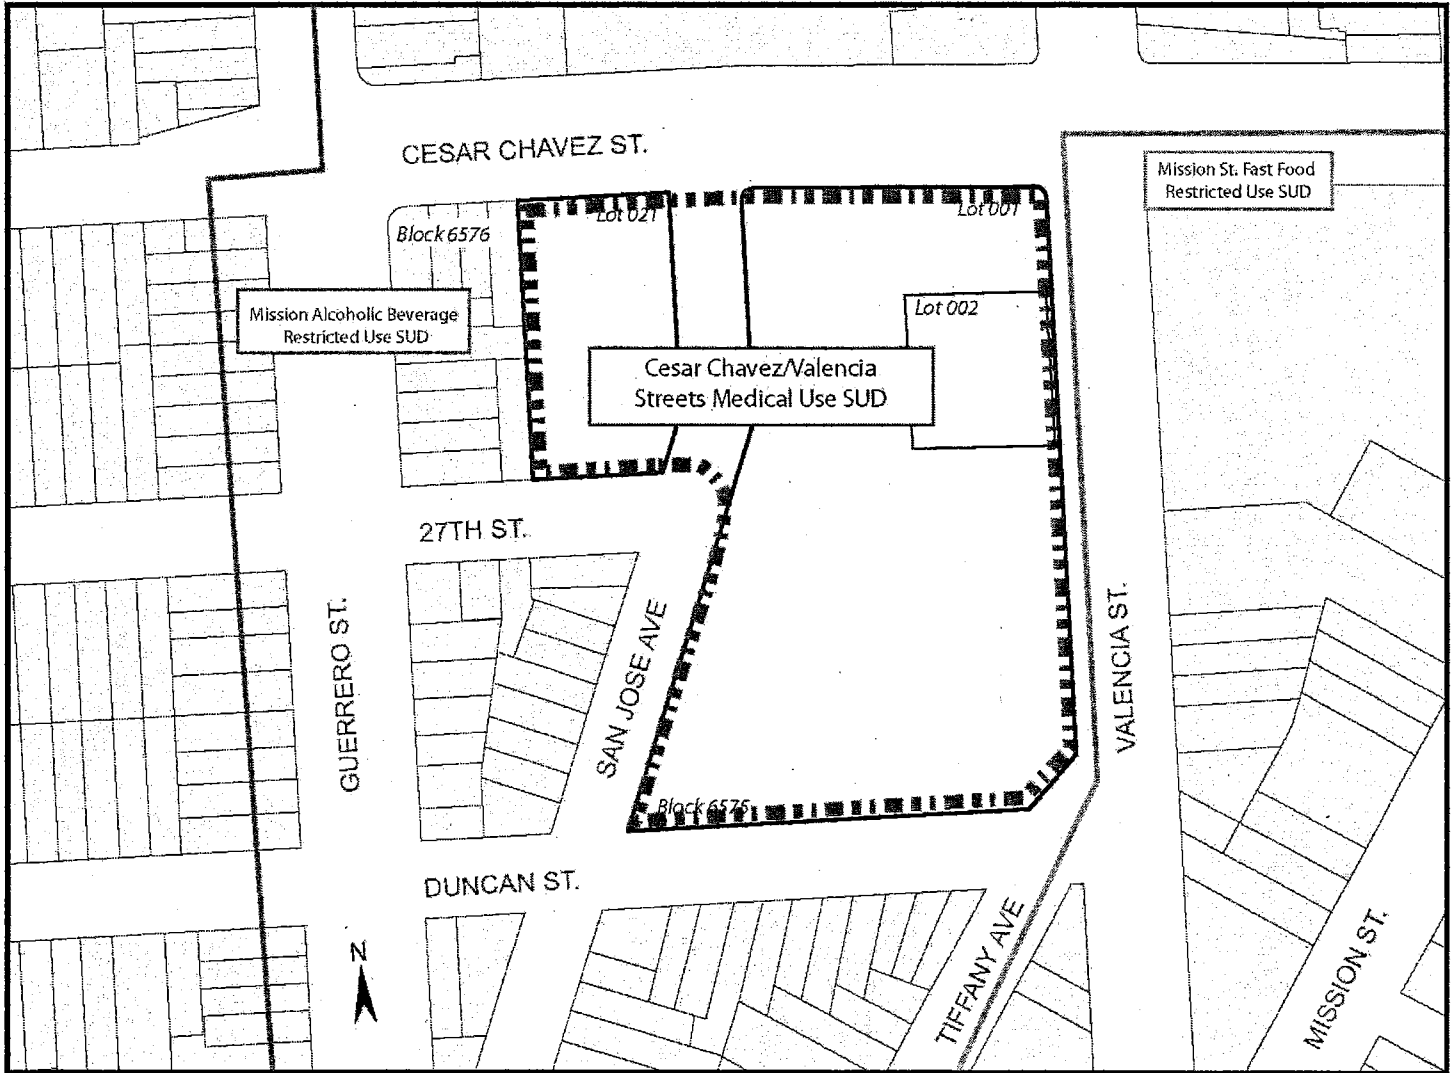 CESAR CHAVEZ ST.
Mission St. Fast Food
Restricted Use SUD
Lot 021
Lot 001
Block 6576
Lot 002
Mission Alcoholic Beverage
Restricted Use SUD
Cesar Chavez/Valencia
Streets Medical Use SUD
27TH ST.
GUERRERO ST.
SAN JOSE AVE
VALENCIA ST.
Block 6575
DUNCAN ST.
TIFFANY AVE
MISSION ST.
N